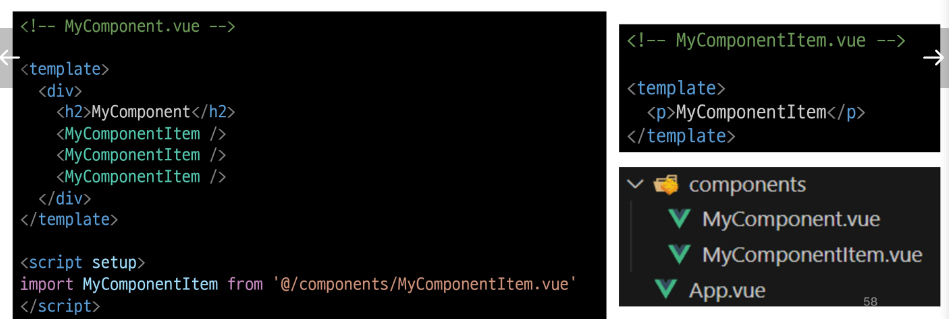 <!-- MyComponent.vue -->
<template>
<div>
<h2>MyComponent</h2>
<MyComponentItem />
<MyComponentItem />
<MyComponentItem />
</div>
</template>
<script setup>
import MyComponentItem from '@/components/MyComponentItem.vue'
</script>
<!-- MyComponentItem.vue -->
<template>
<p>MyComponentItem</p>
</template>
components
MyComponent.vue
MyComponentItem.vue
App.vue
58